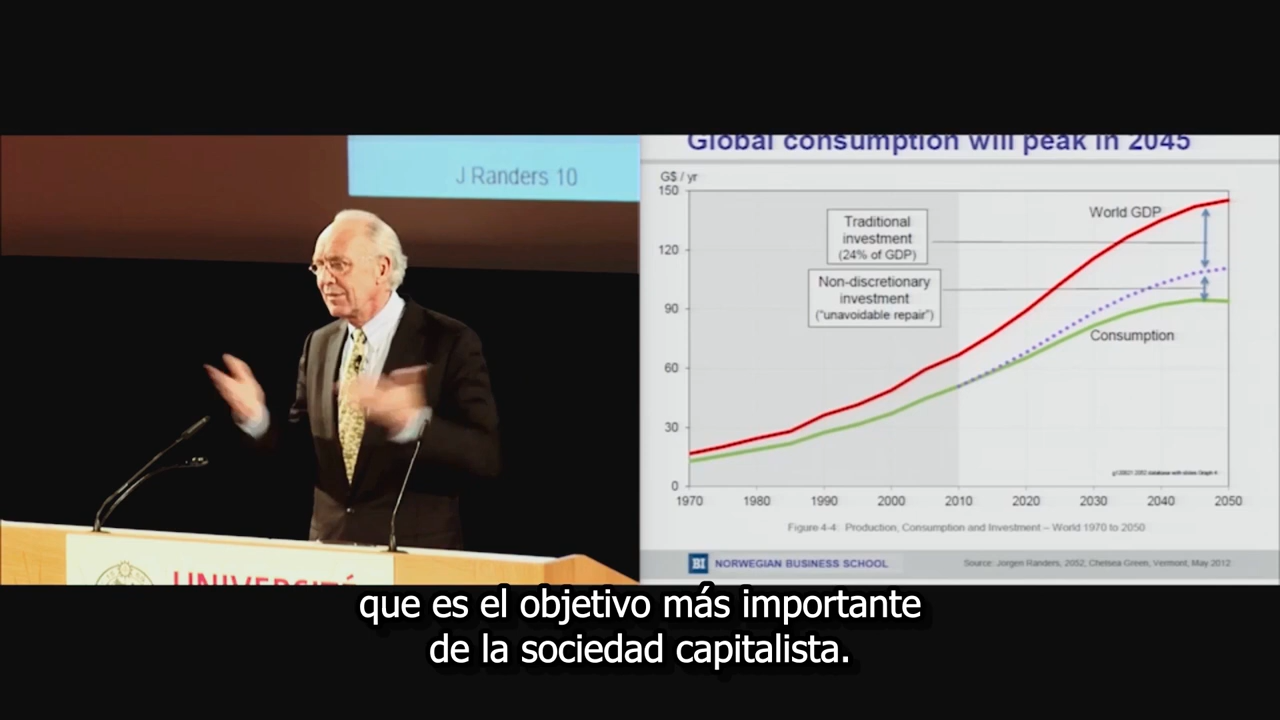 J Randers 10
UNIVERSITÉ
Global consumption will peak in 2045
G$ / yr
150
120
90
60
30
0
World GDP
Traditional
investment
(24% of GDP)
Non-discretionary
investment
("unavoidable repair")
Consumption
1970 1980 1990 2000 2010 2020 2030 2040 2050
Figure 4-4: Production, Consumption and Investment – World 1970 to 2050
BI NORWEGIAN BUSINESS SCHOOL
Source: Jorgen Randers, 2052, Chelsea Green, Vermont, May 2012
que es el objetivo más importante
de la sociedad capitalista.